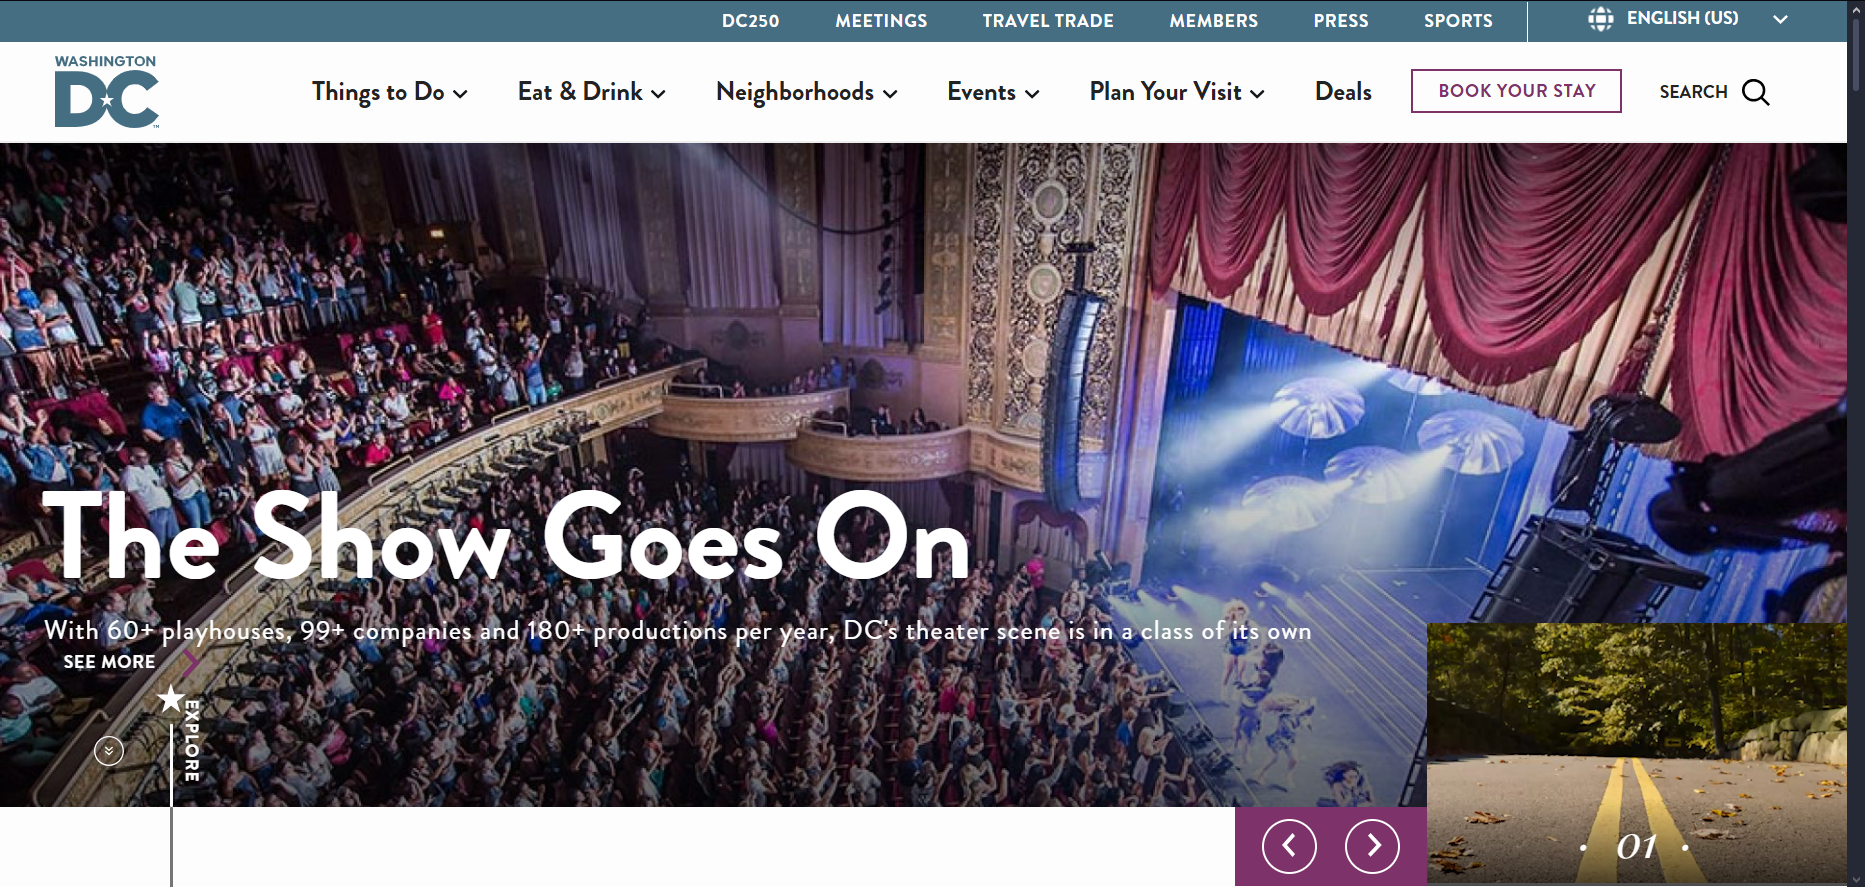 DC250 MEETINGS TRAVEL TRADE MEMBERS PRESS SPORTS ENGLISH (US)
WASHINGTON
DC
TM
Things to Do Eat & Drink Neighborhoods Events Plan Your Visit Deals BOOK YOUR STAY SEARCH
The Show Goes On
With 60+ playhouses, 99+ companies and 180+ productions per year, DC's theater scene is in a class of its own
SEE MORE
EXPLORE
01